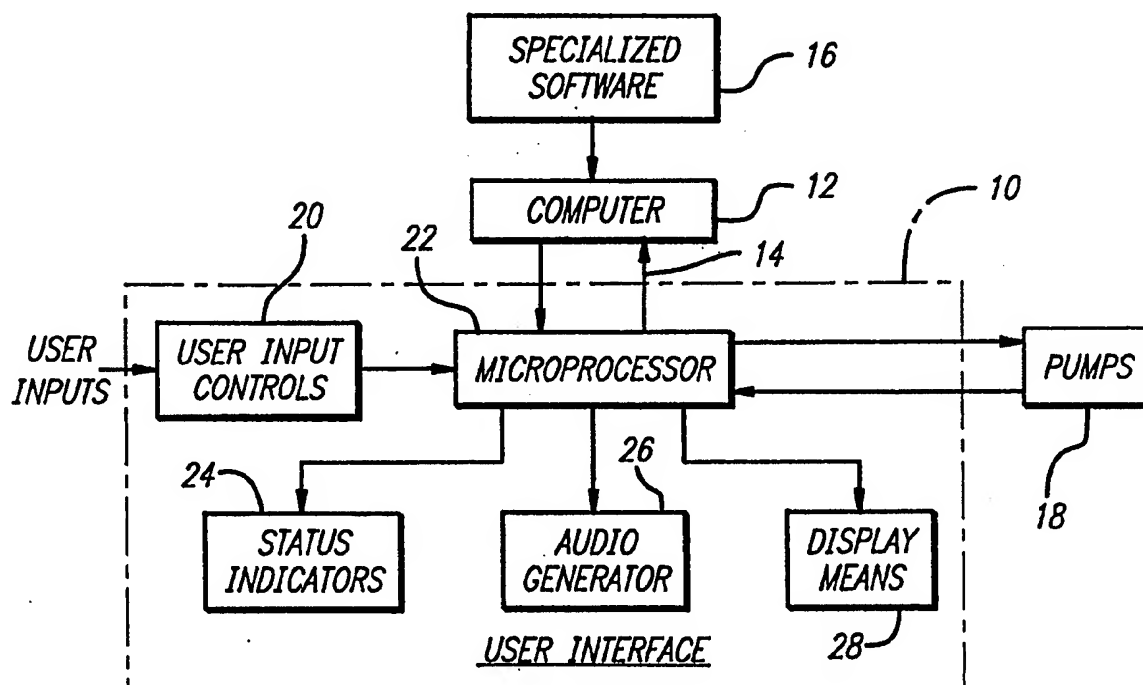 SPECIALIZED
SOFTWARE
16
COMPUTER
12
10
20
22
14
USER
INPUTS
USER INPUT
CONTROLS
MICROPROCESSOR
PUMPS
18
24
26
STATUS
INDICATORS
AUDIO
GENERATOR
DISPLAY
MEANS
28
USER INTERFACE